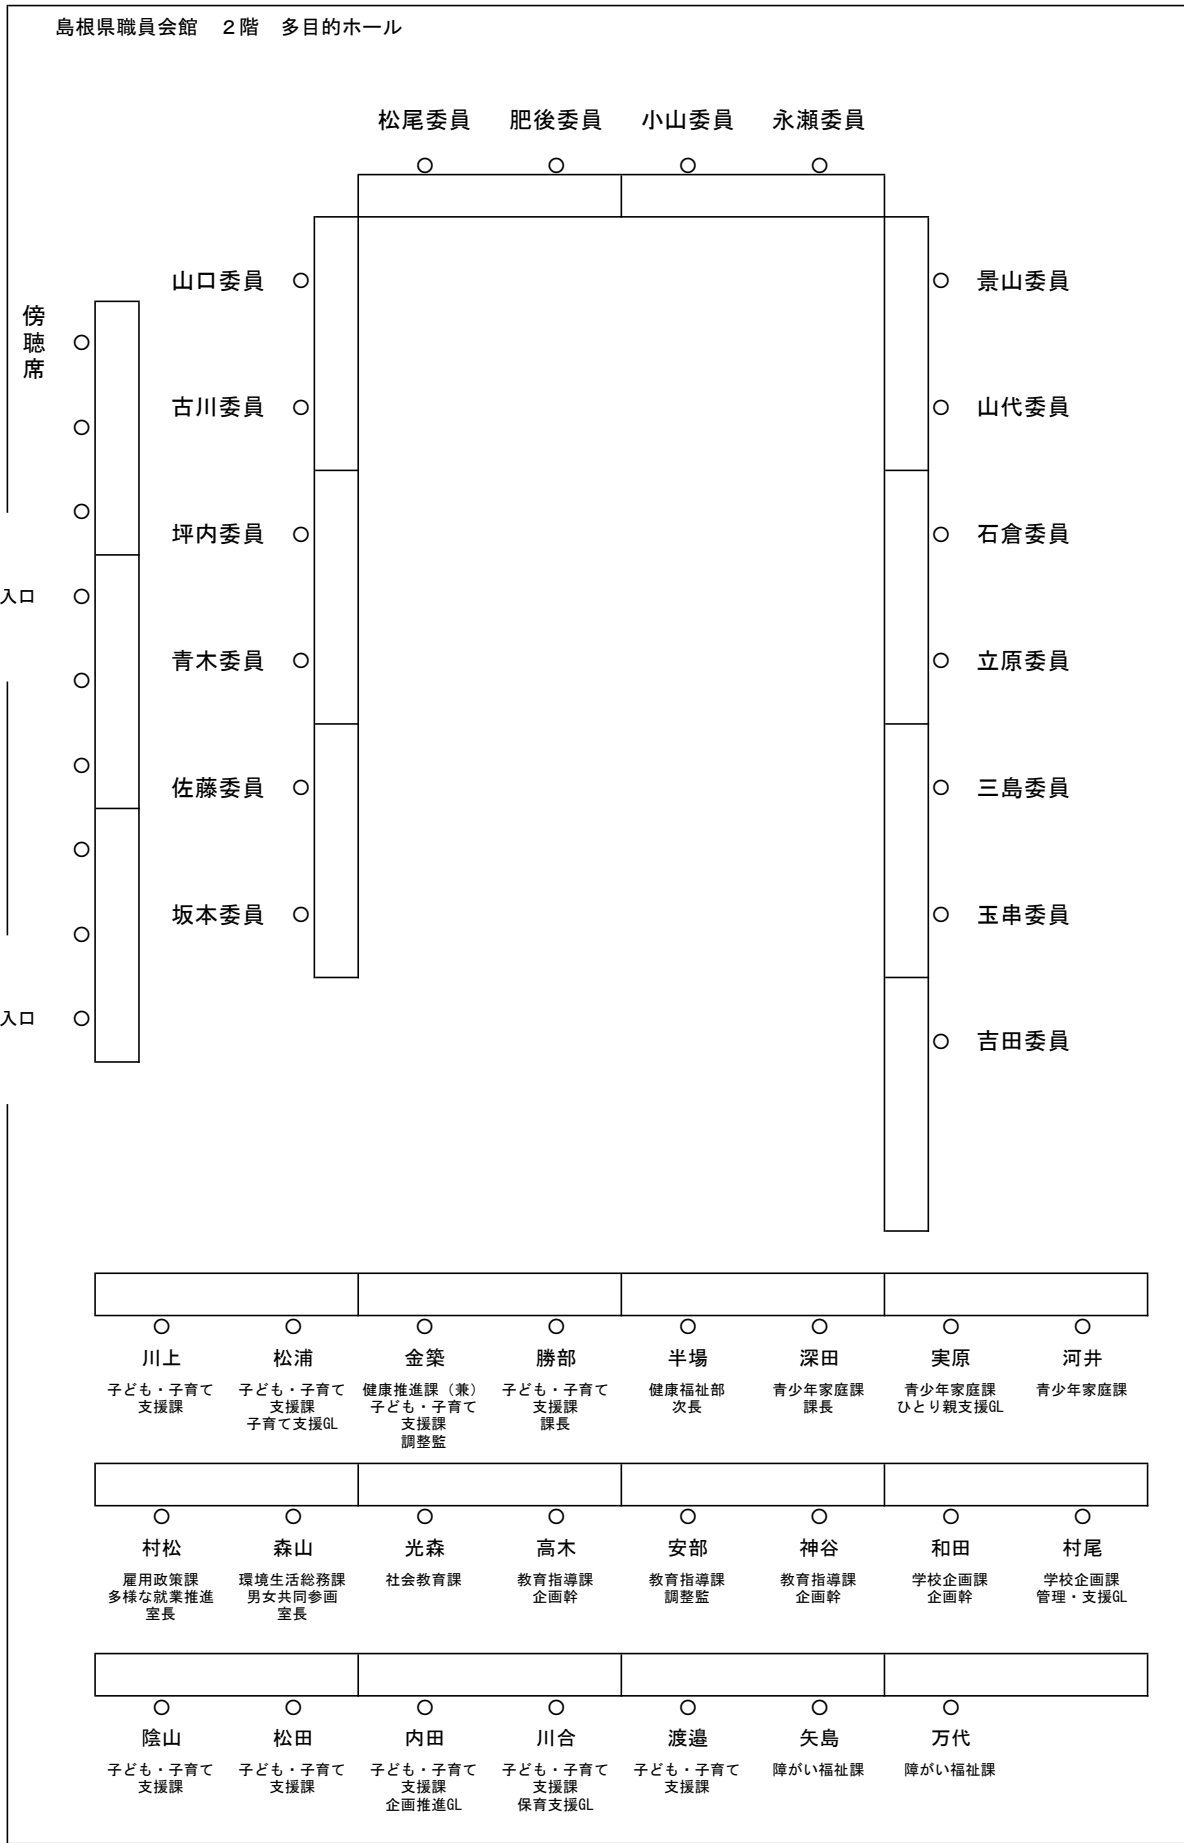 島根県職員会館　２階　多目的ホール
松尾委員　肥後委員　小山委員　永瀬委員
山口委員　景山委員
傍聴席
古川委員　山代委員
坪内委員　石倉委員
入口
青木委員　立原委員
佐藤委員　三島委員
坂本委員　玉串委員
入口
吉田委員
川上
子ども・子育て
支援課
松浦
子ども・子育て
支援課
子育て支援GL
金築
健康推進課（兼）
子ども・子育て
支援課
調整監
勝部
子ども・子育て
支援課
課長
半場
健康福祉部
次長
深田
青少年家庭課
課長
実原
青少年家庭課
ひとり親支援GL
河井
青少年家庭課
村松
雇用政策課
多様な就業推進
室長
森山
環境生活総務課
男女共同参画
室長
光森
社会教育課
高木
教育指導課
企画幹
安部
教育指導課
調整監
神谷
教育指導課
企画幹
和田
学校企画課
企画幹
村尾
学校企画課
管理・支援GL
陰山
子ども・子育て
支援課
松田
子ども・子育て
支援課
内田
子ども・子育て
支援課
企画推進GL
川合
子ども・子育て
支援課
保育支援GL
渡邉
子ども・子育て
支援課
矢島
障がい福祉課
万代
障がい福祉課